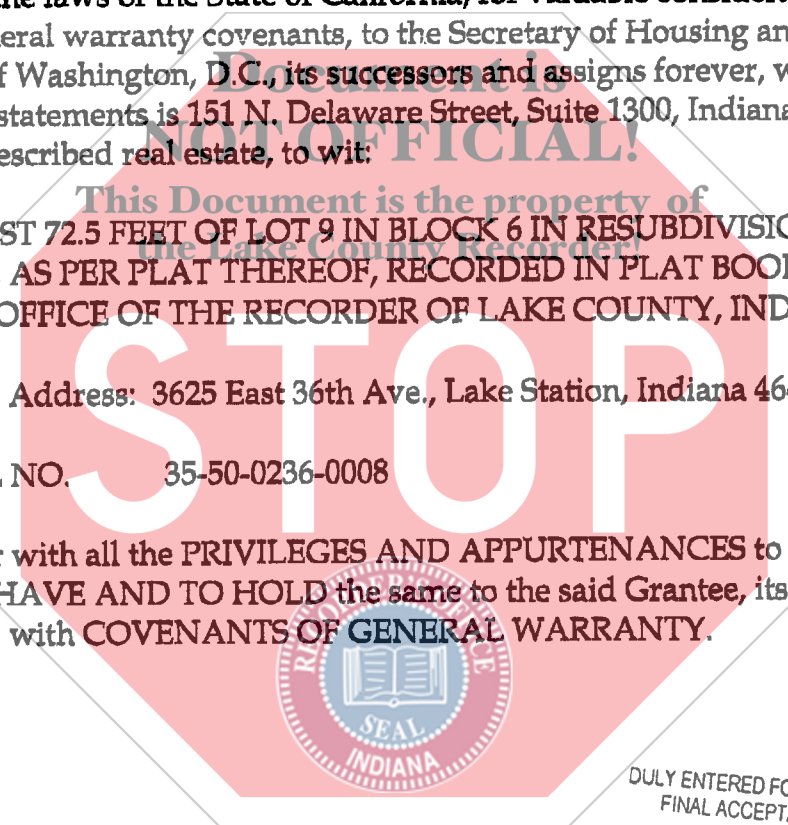 the laws of the State of California, for valuable consider
eral warranty covenants, to the Secretary of Housing an
f Washington, D.C., its successors and assigns forever, w
Document is
statements is 151 N. Delaware Street, Suite 1300, Indiana
NOT OFFICIAL!
escribed real estate, to wit:
This Document is the property of
ST 72.5 FEET OF LOT 9 IN BLOCK 6 IN RESUBDIVISIO
the Lake County Recorder!
AS PER PLAT THEREOF, RECORDED IN PLAT BOO
OFFICE OF THE RECORDER OF LAKE COUNTY, IND
STOP
Address: 3625 East 36th Ave., Lake Station, Indiana 46
NO. 35-50-0236-0008
with all the PRIVILEGES AND APPURTENANCES to
HAVE AND TO HOLD the same to the said Grantee, its
with COVENANTS OF GENERAL WARRANTY.
SEAL
INDIANA
DULY ENTERED FO
FINAL ACCEPT